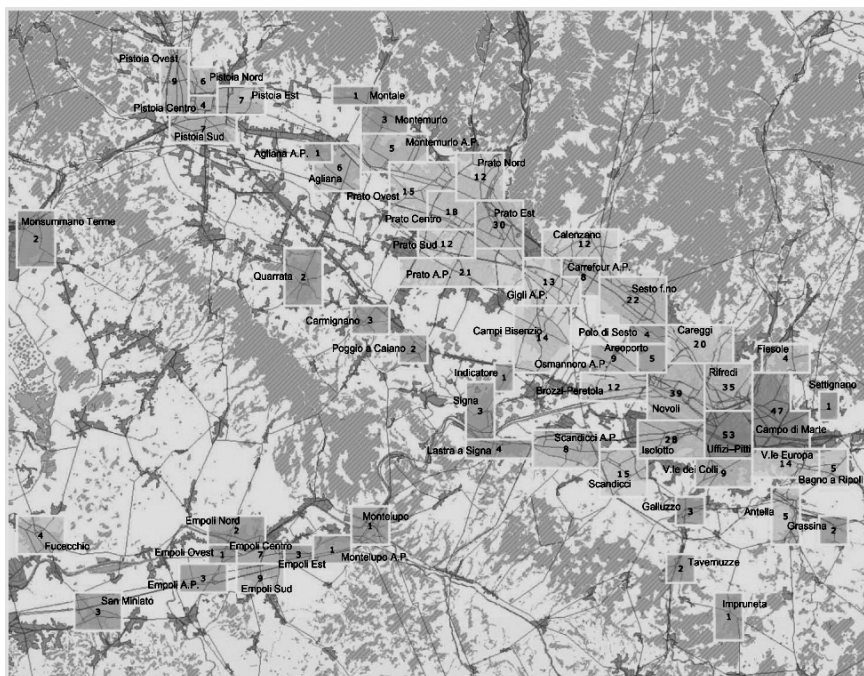 Pistoia Ovest
9
6
Pistoia Nord
Pistoia Centro
4
7
Pistoia Est
1
Montale
7
Pistoia Sud
3
Montemurlo
Montemurlo A.P.
5
Agliana A.P.
1
6
Agliana
Prato Nord
12
15
Prato Ovest
18
Prato Centro
Prato Est
30
Monsummano Terme
2
Prato Sud
12
Calenzano
12
Prato A.P.
21
Quarrata
2
13
Carrefour A.P.
8
Gigli A.P.
Sesto f.no
22
Carmignano
3
Campi Bisenzio
14
Polo di Sesto
4
Careggi
20
Poggio a Caiano
2
Areoporto
9
5
Osmannoro A.P.
Fiesole
4
Indicatore
1
Brozzi-Peretola
12
Rifredi
35
39
Novoli
Settignano
1
Signa
3
47
Campo di Marte
Scandicci A.P.
8
28
Isolotto
53
Uffizi-Pitti
Lastra a Signa
4
V.le Europa
14
5
Bagno a Ripoli
V.le dei Colli
9
15
Scandicci
Galluzzo
3
Antella
5
Grassina
2
Montelupo
1
Empoli Nord
2
4
Fucecchio
Empoli Centro
7
Empoli Ovest
1
3
Empoli Est
1
Montelupo A.P.
Empoli A.P.
3
9
Empoli Sud
Tavernuzze
2
San Miniato
3
Impruneta
1